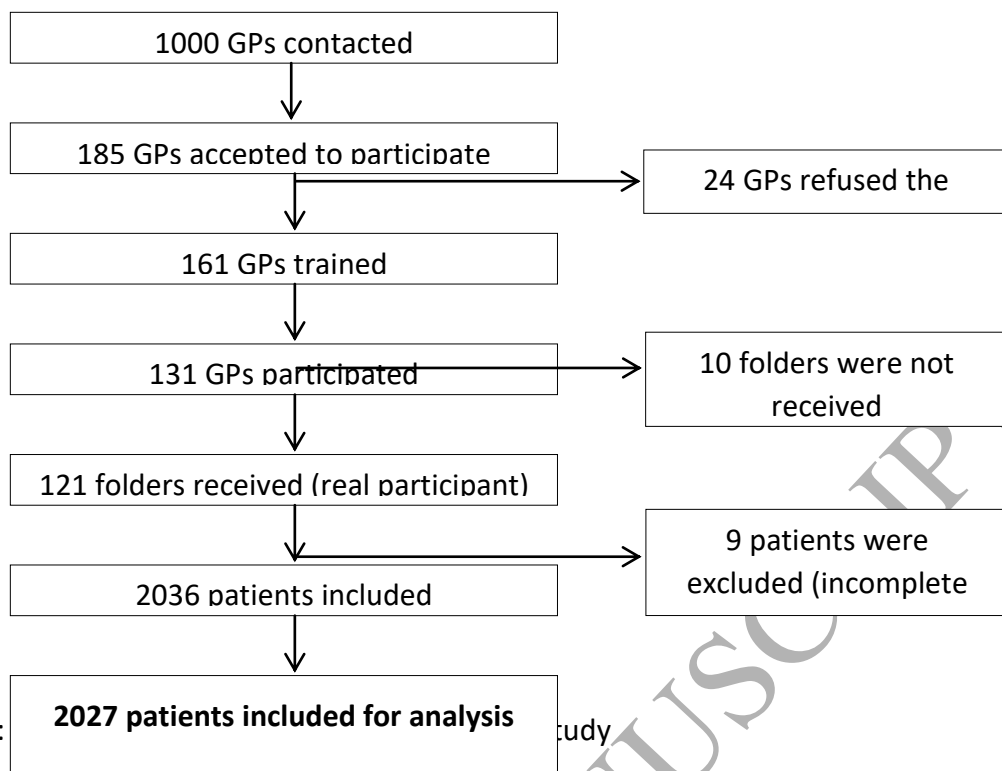 1000 GPs contacted
185 GPs accepted to participate
24 GPs refused the
161 GPs trained
131 GPs participated
10 folders were not
received
121 folders received (real participant)
9 patients were
excluded (incomplete
2036 patients included
2027 patients included for analysis
: tudy
USCRIP